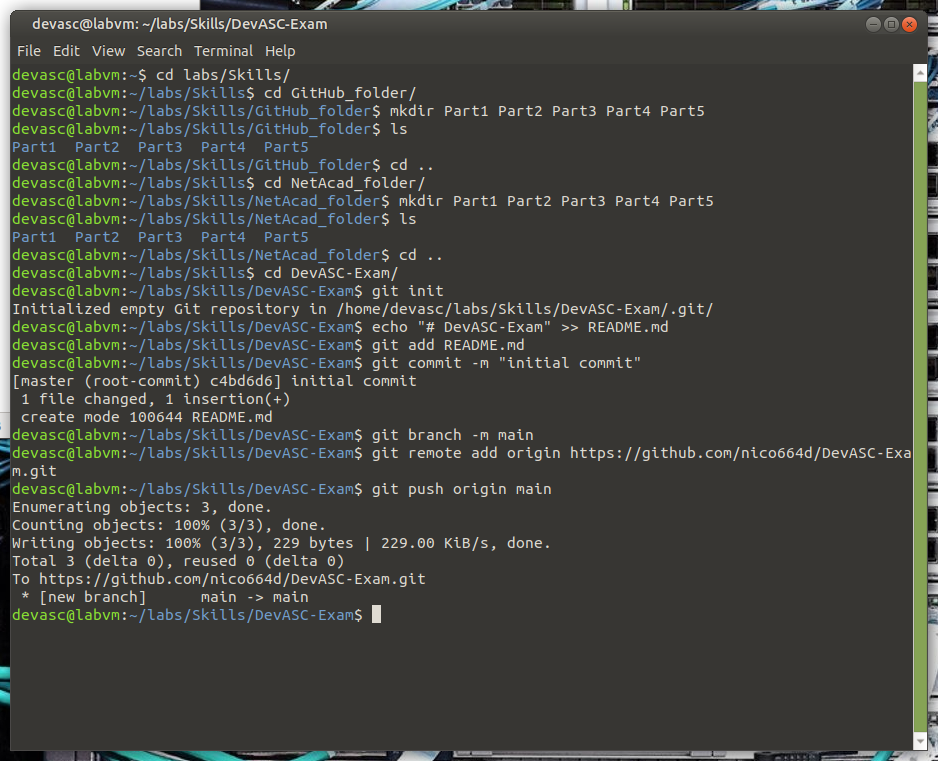 devasc@labvm: ~/labs/Skills/DevASC-Exam
File Edit View Search Terminal Help
devasc@labvm:~$ cd labs/Skills/
devasc@labvm:~/labs/Skills$ cd GitHub_folder/
devasc@labvm:~/labs/Skills/GitHub_folder$ mkdir Part1 Part2 Part3 Part4 Part5
devasc@labvm:~/labs/Skills/GitHub_folder$ ls
Part1  Part2  Part3  Part4  Part5
devasc@labvm:~/labs/Skills/GitHub_folder$ cd ..
devasc@labvm:~/labs/Skills$ cd NetAcad_folder/
devasc@labvm:~/labs/Skills/NetAcad_folder$ mkdir Part1 Part2 Part3 Part4 Part5
devasc@labvm:~/labs/Skills/NetAcad_folder$ ls
Part1  Part2  Part3  Part4  Part5
devasc@labvm:~/labs/Skills/NetAcad_folder$ cd ..
devasc@labvm:~/labs/Skills$ cd DevASC-Exam/
devasc@labvm:~/labs/Skills/DevASC-Exam$ git init
Initialized empty Git repository in /home/devasc/labs/Skills/DevASC-Exam/.git/
devasc@labvm:~/labs/Skills/DevASC-Exam$ echo "# DevASC-Exam" >> README.md
devasc@labvm:~/labs/Skills/DevASC-Exam$ git add README.md
devasc@labvm:~/labs/Skills/DevASC-Exam$ git commit -m "initial commit"
[master (root-commit) c4bd6d6] initial commit
 1 file changed, 1 insertion(+)
 create mode 100644 README.md
devasc@labvm:~/labs/Skills/DevASC-Exam$ git branch -m main
devasc@labvm:~/labs/Skills/DevASC-Exam$ git remote add origin https://github.com/nico664d/DevASC-Exa
m.git
devasc@labvm:~/labs/Skills/DevASC-Exam$ git push origin main
Enumerating objects: 3, done.
Counting objects: 100% (3/3), done.
Writing objects: 100% (3/3), 229 bytes | 229.00 KiB/s, done.
Total 3 (delta 0), reused 0 (delta 0)
To https://github.com/nico664d/DevASC-Exam.git
 * [new branch]      main -> main
devasc@labvm:~/labs/Skills/DevASC-Exam$